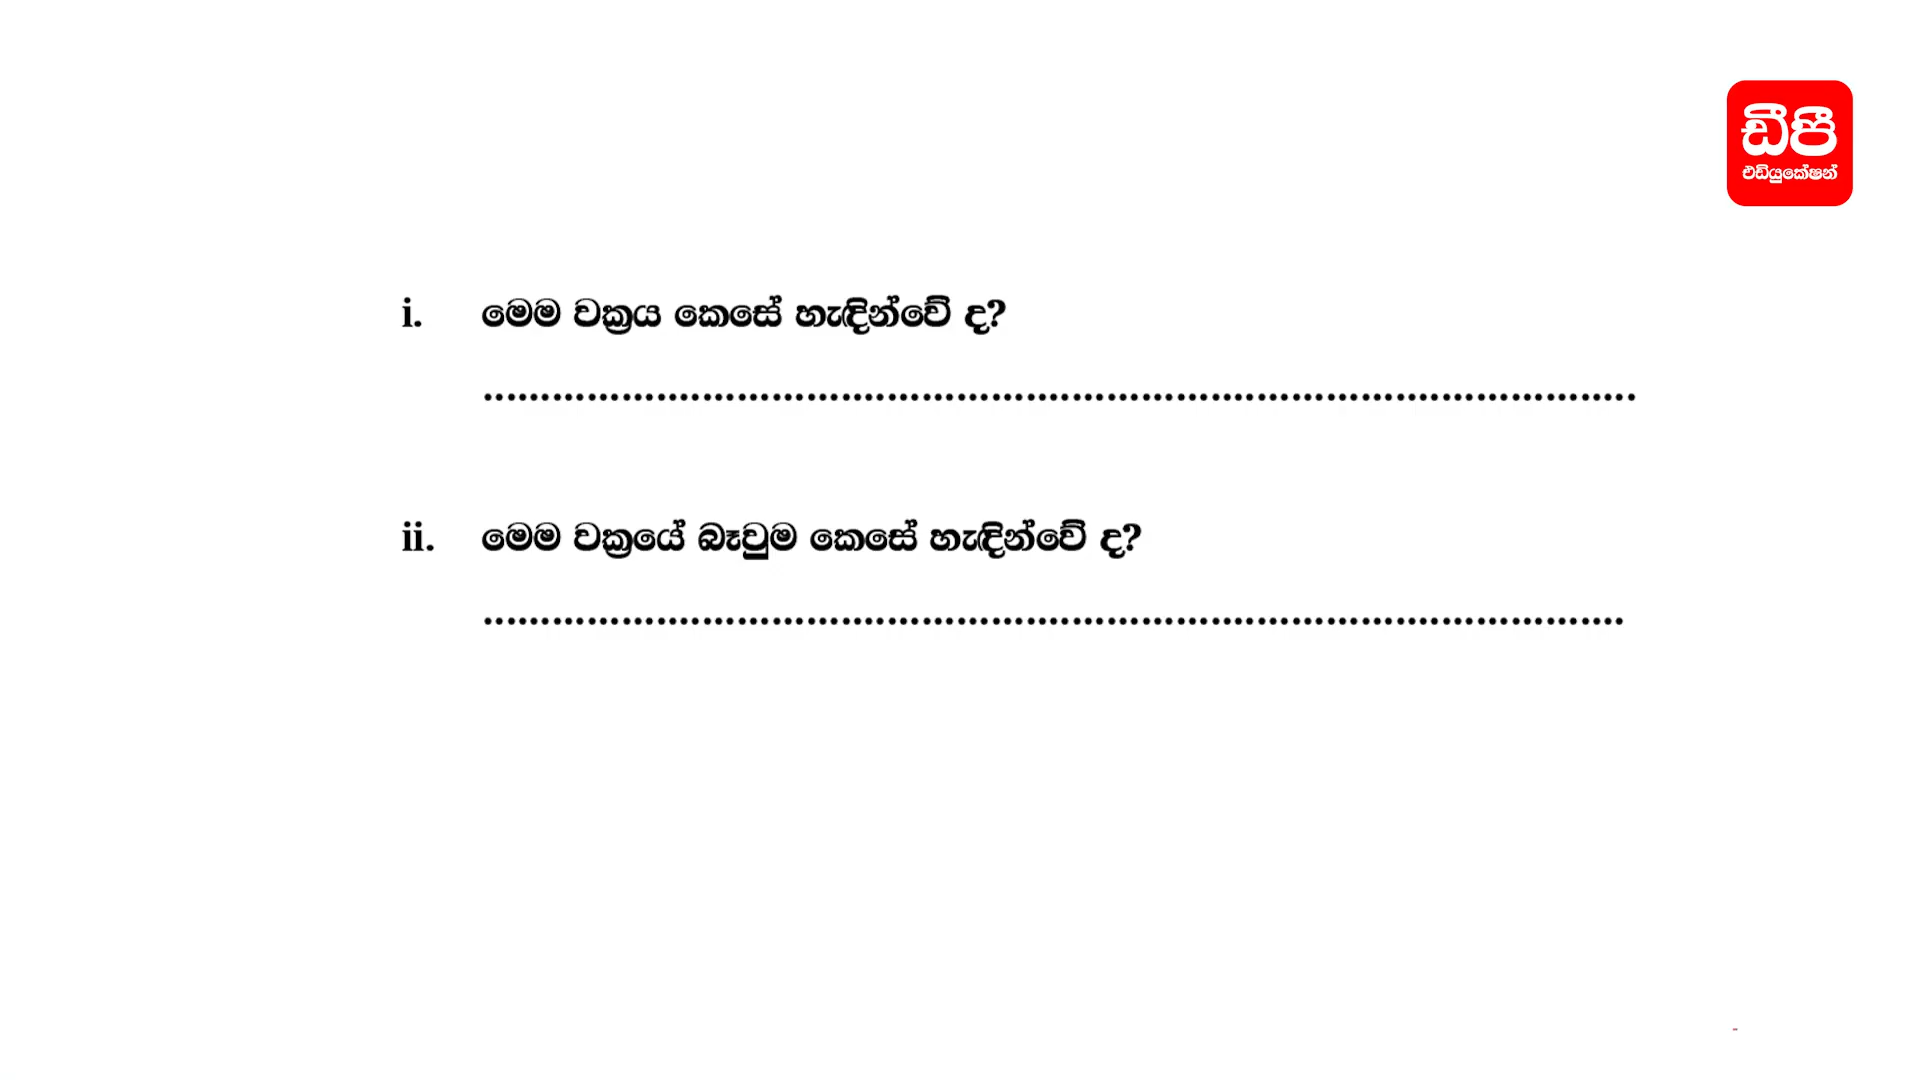 ඩීපී
එඩියුකේෂන්
i. මෙම වක්‍රය කෙසේ හැඳින්වේ ද?
....................................................................................................
ii. මෙම වක්‍රයේ බෑවුම කෙසේ හැඳින්වේ ද?
...................................................................................................